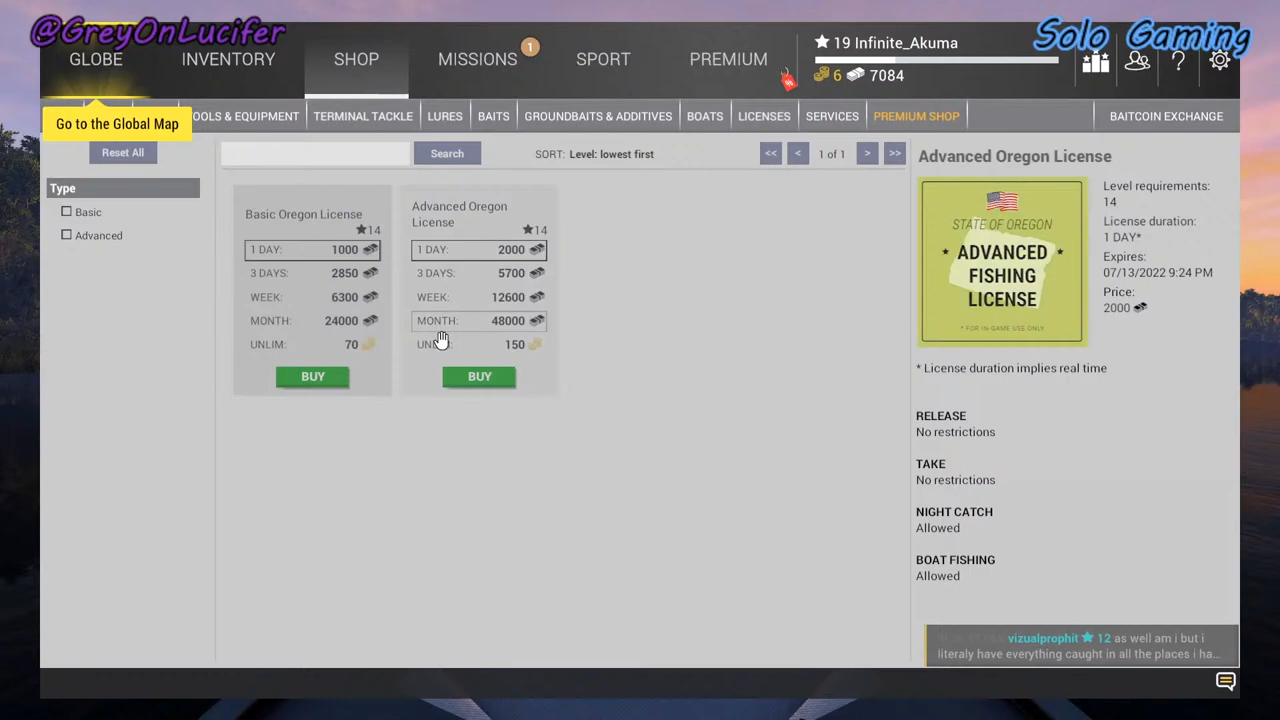 @GreyOnLucifer
Solo Gaming
GLOBE
INVENTORY
SHOP
MISSIONS
1
SPORT
PREMIUM
%
19 Infinite_Akuma
6 7084
?
Go to the Global Map
OOLS & EQUIPMENT
TERMINAL TACKLE
LURES
BAITS
GROUNDBAITS & ADDITIVES
BOATS
LICENSES
SERVICES
PREMIUM SHOP
BAITCOIN EXCHANGE
Reset All
Search
SORT: Level: lowest first
<<
<
1 of 1
>
>>
Type
Basic
Advanced
Basic Oregon License
14
1 DAY: 1000
3 DAYS: 2850
WEEK: 6300
MONTH: 24000
UNLIM: 70
BUY
Advanced Oregon
License
14
1 DAY: 2000
3 DAYS: 5700
WEEK: 12600
MONTH: 48000
150
BUY
Advanced Oregon License
STATE OF OREGON
ADVANCED
FISHING
LICENSE
* FOR IN-GAME USE ONLY
Level requirements:
14
License duration:
1 DAY*
Expires:
07/13/2022 9:24 PM
Price:
2000
* License duration implies real time
RELEASE
No restrictions
TAKE
No restrictions
NIGHT CATCH
Allowed
BOAT FISHING
Allowed
vizualprophit 12 as well am i but i
literaly have everything caught in all the places i ha...